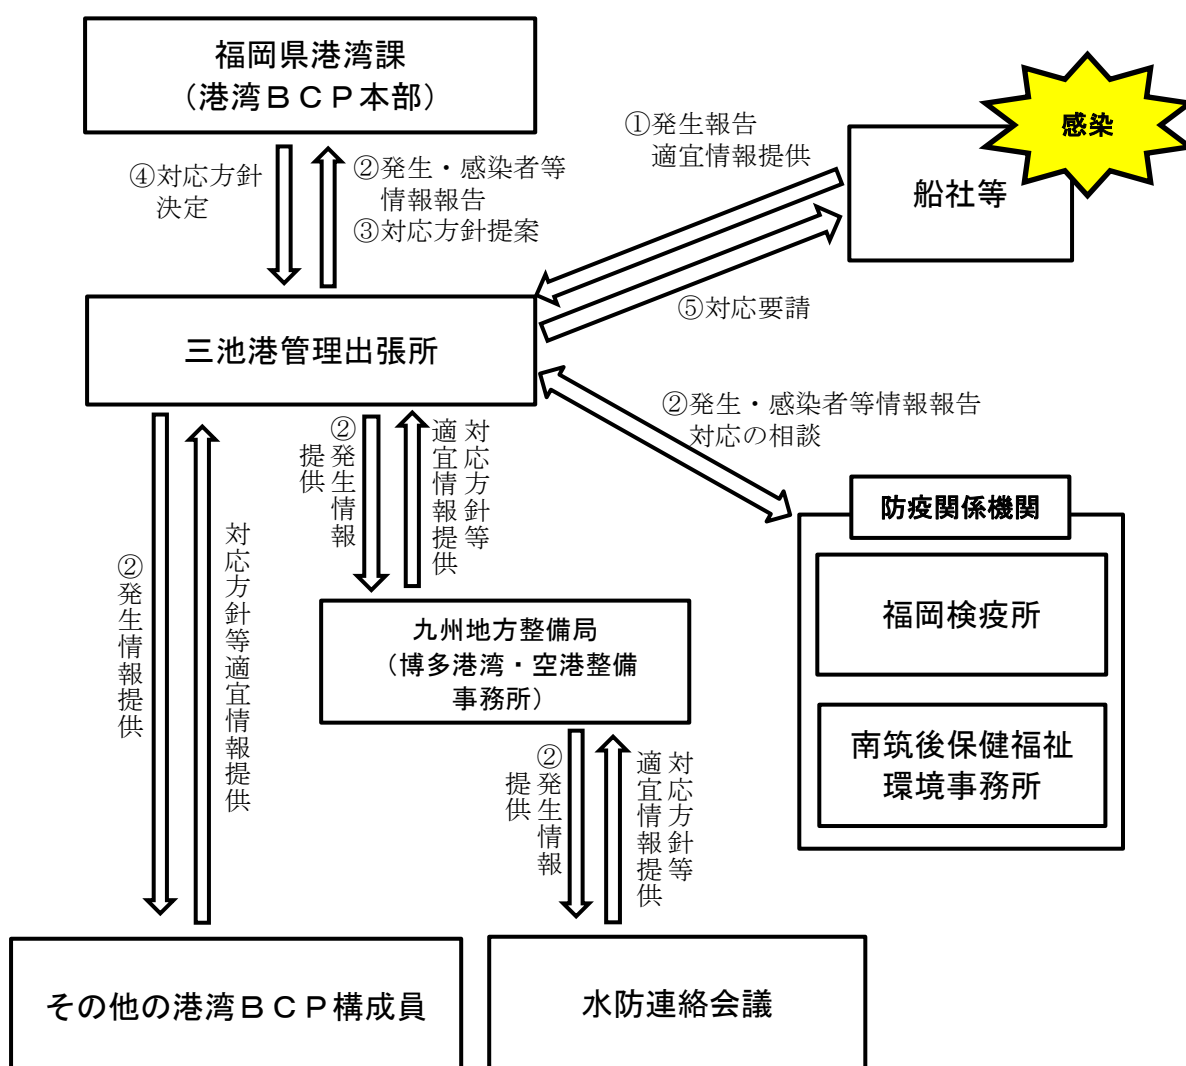 福岡県港湾課
（港湾ＢＣＰ本部）
感染
①発生報告
適宜情報提供
船社等
④対応方針
決定
②発生・感染者等
情報報告
③対応方針提案
⑤対応要請
三池港管理出張所
②発生・感染者等情報報告
対応の相談
②発生情報
提供
対応方針等
適宜情報提供
②発生情報提供
対応方針等適宜情報提供
防疫関係機関
福岡検疫所
南筑後保健福祉
環境事務所
九州地方整備局
（博多港湾・空港整備
事務所）
②発生情報
提供
対応方針等
適宜情報提供
その他の港湾ＢＣＰ構成員
水防連絡会議